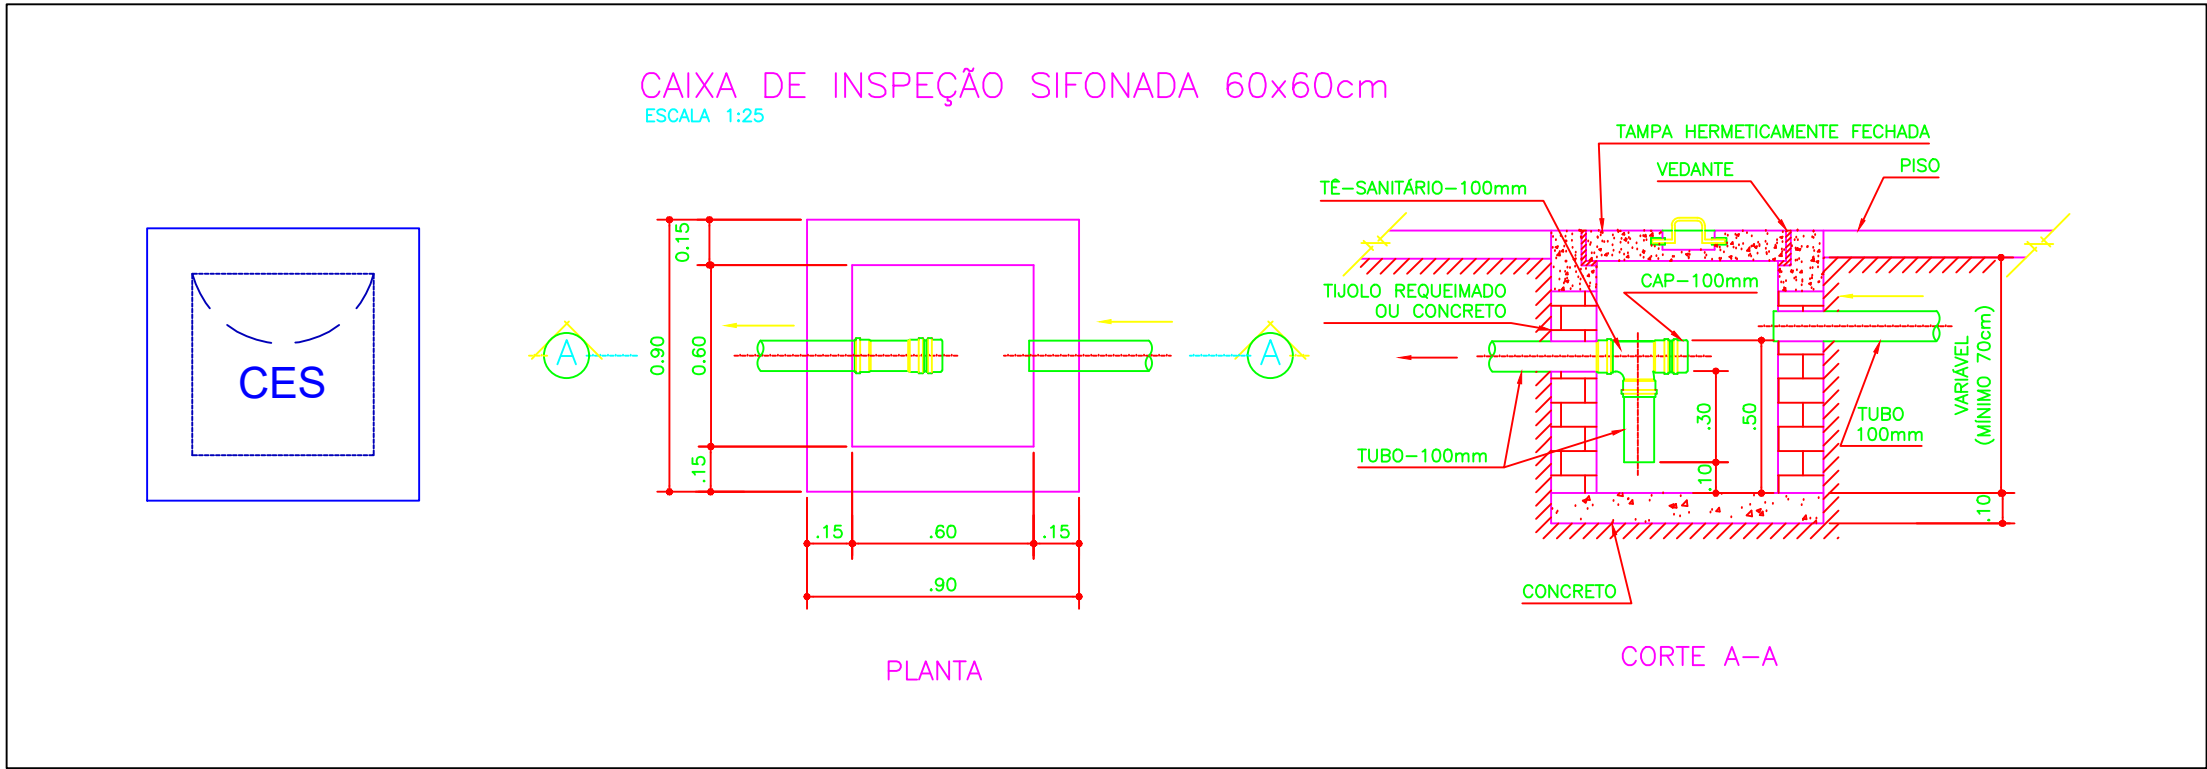 CAIXA DE INSPEÇÃO SIFONADA 60x60cm
ESCALA 1:25
CES
A
0.90
0.15
0.60
.15
.15
.60
.15
.90
A
PLANTA
TAMPA HERMETICAMENTE FECHADA
VEDANTE
PISO
TÊ-SANITÁRIO-100mm
TIJOLO REQUEIMADO
OU CONCRETO
CAP-100mm
TUBO-100mm
.30
.10
.50
TUBO
100mm
VARIÁVEL
(MÍNIMO 70cm)
.10
CONCRETO
CORTE A-A